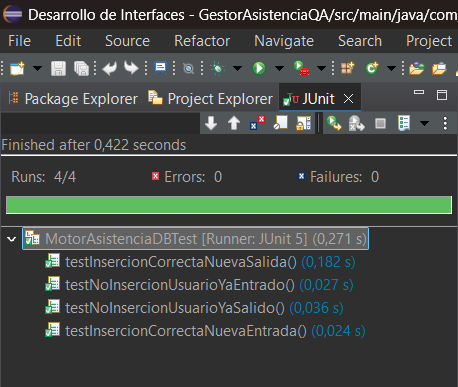 Desarrollo de Interfaces - GestorAsistenciaQA/src/main/java/com
File Edit Source Refactor Navigate Search Project
Package Explorer Project Explorer JUnit
Finished after 0,422 seconds
Runs: 4/4 Errors: 0 Failures: 0
MotorAsistenciaDBTest [Runner: JUnit 5] (0,271 s)
testInsercionCorrectaNuevaSalida() (0,182 s)
testNoInsercionUsuarioYaEntrado() (0,027 s)
testNoInsercionUsuarioYaSalido() (0,036 s)
testInsercionCorrectaNuevaEntrada() (0,024 s)